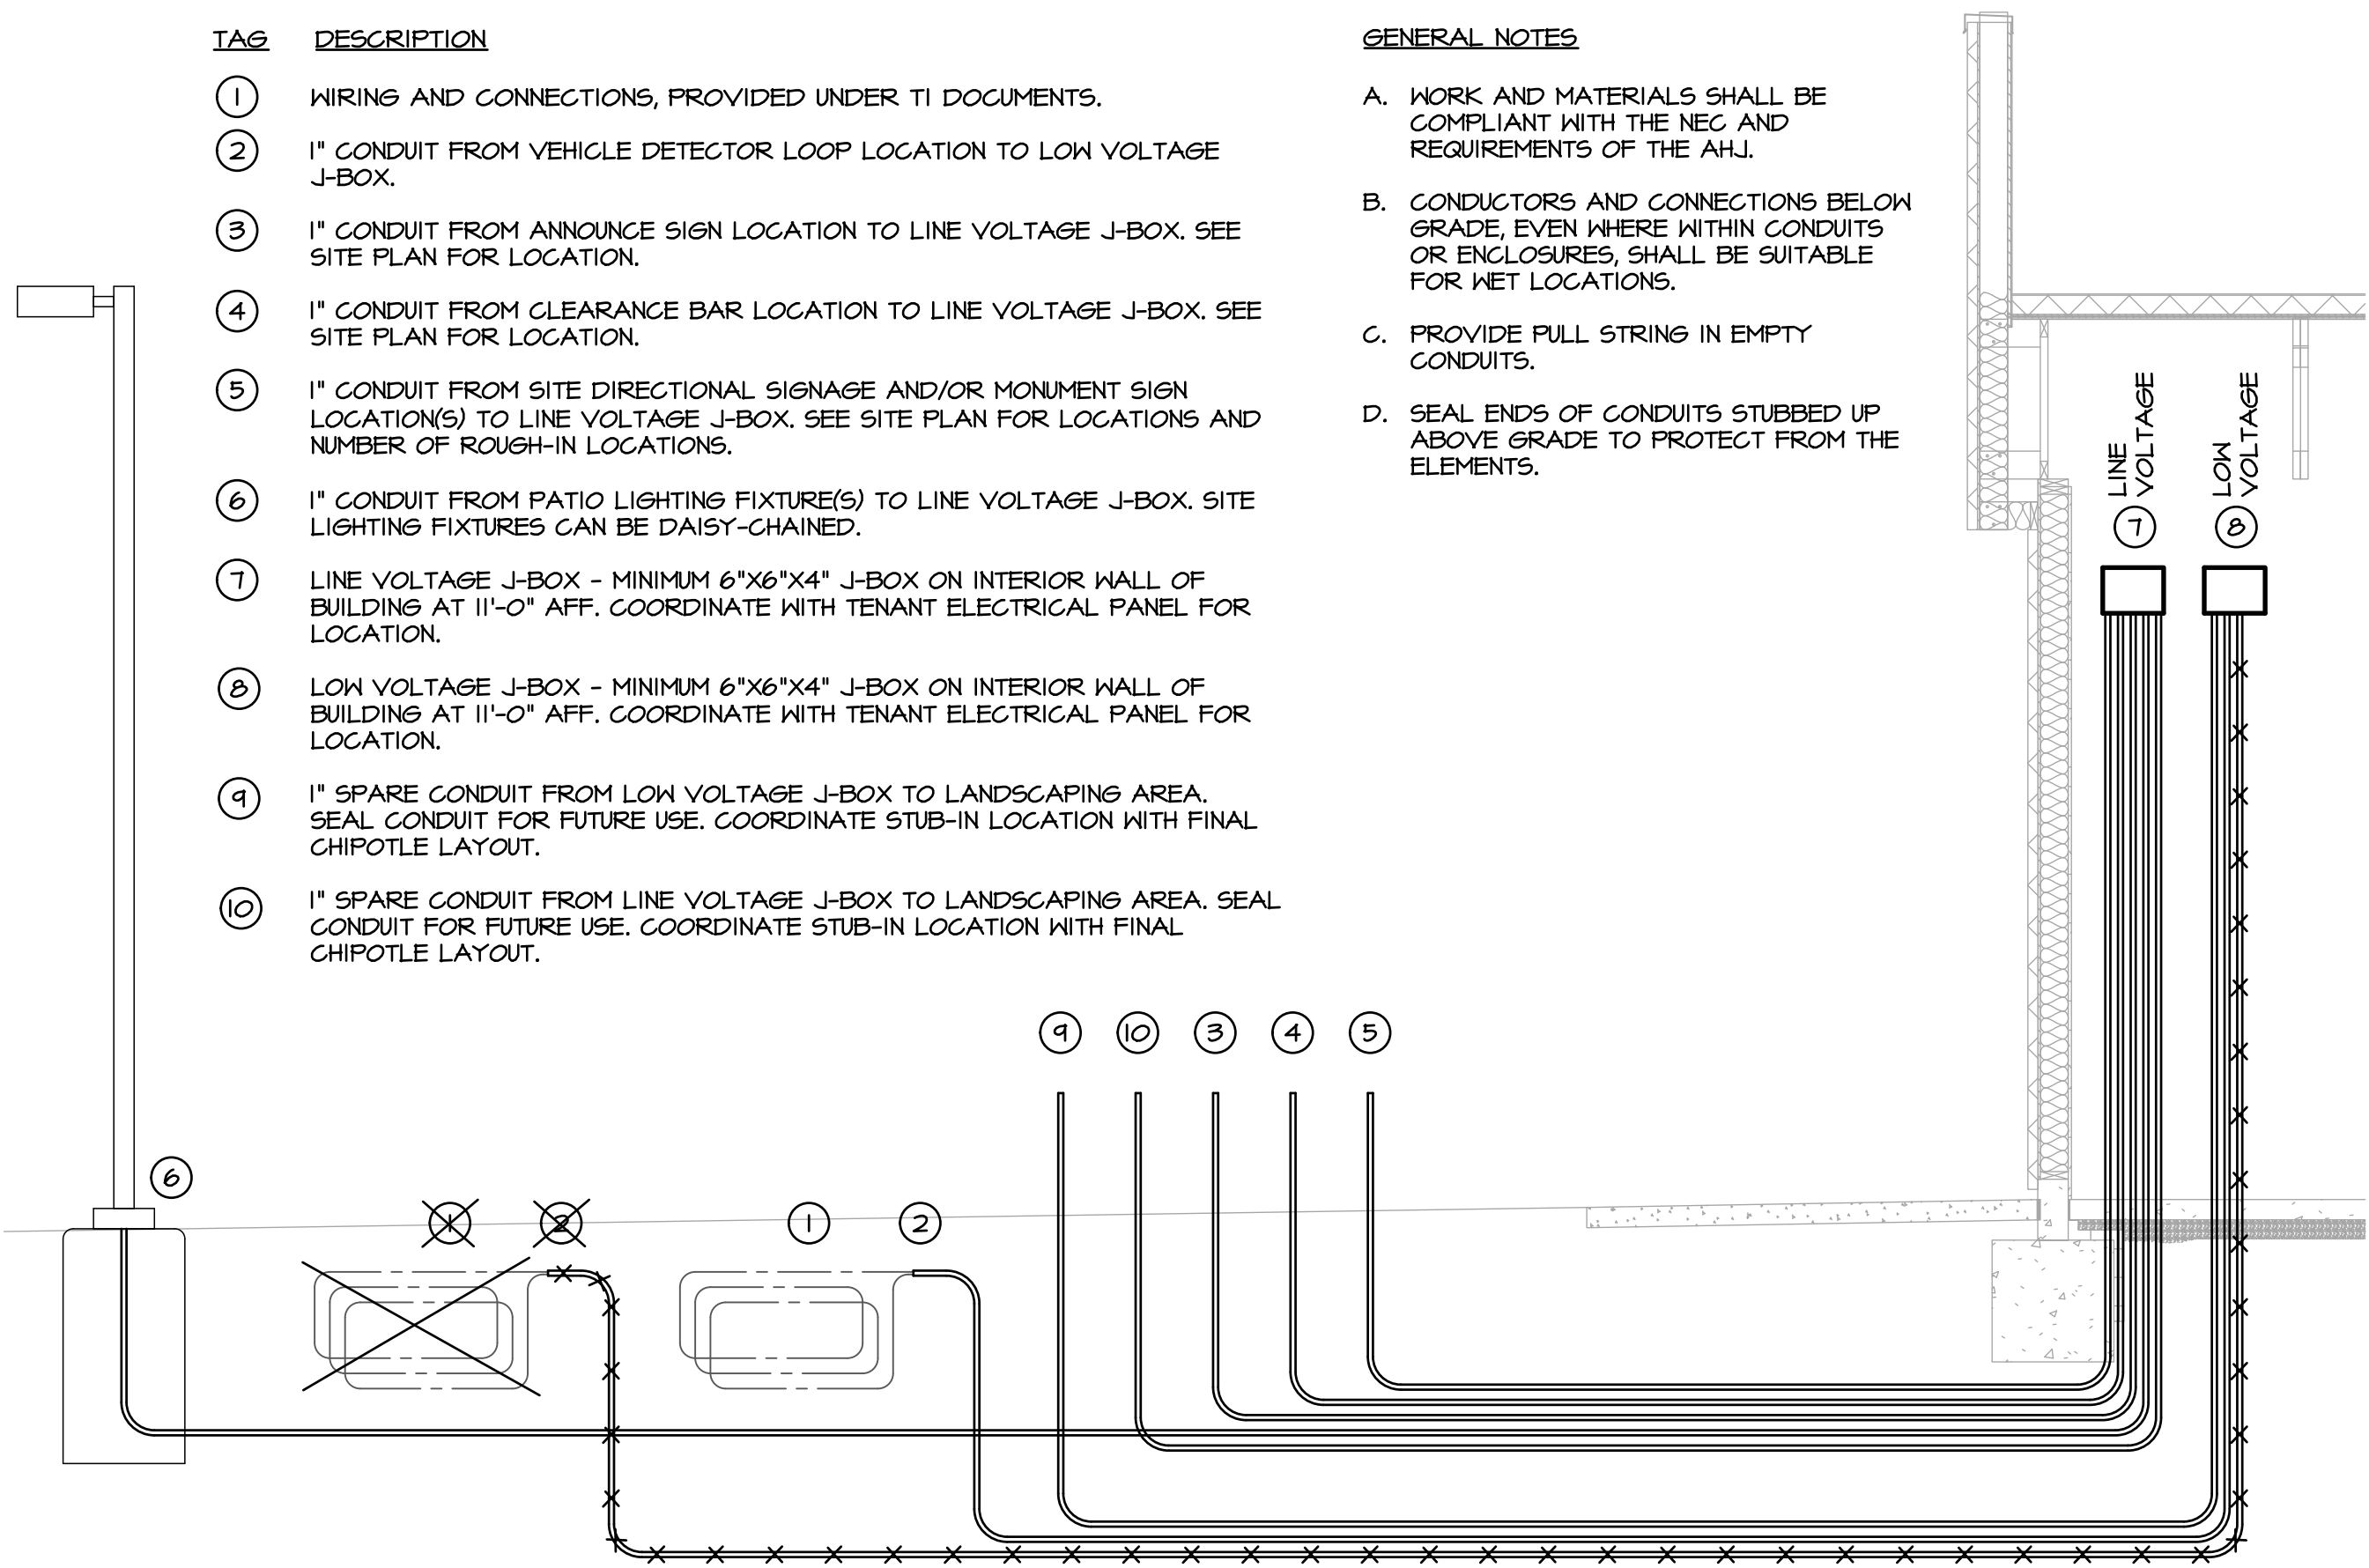 TAG DESCRIPTION
1 WIRING AND CONNECTIONS, PROVIDED UNDER TI DOCUMENTS.
2 1" CONDUIT FROM VEHICLE DETECTOR LOOP LOCATION TO LOW VOLTAGE
J-BOX.
3 1" CONDUIT FROM ANNOUNCE SIGN LOCATION TO LINE VOLTAGE J-BOX. SEE
SITE PLAN FOR LOCATION.
4 1" CONDUIT FROM CLEARANCE BAR LOCATION TO LINE VOLTAGE J-BOX. SEE
SITE PLAN FOR LOCATION.
5 1" CONDUIT FROM SITE DIRECTIONAL SIGNAGE AND/OR MONUMENT SIGN
LOCATION(S) TO LINE VOLTAGE J-BOX. SEE SITE PLAN FOR LOCATIONS AND
NUMBER OF ROUGH-IN LOCATIONS.
6 1" CONDUIT FROM PATIO LIGHTING FIXTURE(S) TO LINE VOLTAGE J-BOX. SITE
LIGHTING FIXTURES CAN BE DAISY-CHAINED.
7 LINE VOLTAGE J-BOX - MINIMUM 6"X6"X4" J-BOX ON INTERIOR WALL OF
BUILDING AT 11'-0" AFF. COORDINATE WITH TENANT ELECTRICAL PANEL FOR
LOCATION.
8 LOW VOLTAGE J-BOX - MINIMUM 6"X6"X4" J-BOX ON INTERIOR WALL OF
BUILDING AT 11'-0" AFF. COORDINATE WITH TENANT ELECTRICAL PANEL FOR
LOCATION.
9 1" SPARE CONDUIT FROM LOW VOLTAGE J-BOX TO LANDSCAPING AREA.
SEAL CONDUIT FOR FUTURE USE. COORDINATE STUB-IN LOCATION WITH FINAL
CHIPOTLE LAYOUT.
10 1" SPARE CONDUIT FROM LINE VOLTAGE J-BOX TO LANDSCAPING AREA. SEAL
CONDUIT FOR FUTURE USE. COORDINATE STUB-IN LOCATION WITH FINAL
CHIPOTLE LAYOUT.
GENERAL NOTES
A. WORK AND MATERIALS SHALL BE
COMPLIANT WITH THE NEC AND
REQUIREMENTS OF THE AHJ.
B. CONDUCTORS AND CONNECTIONS BELOW
GRADE, EVEN WHERE WITHIN CONDUITS
OR ENCLOSURES, SHALL BE SUITABLE
FOR WET LOCATIONS.
C. PROVIDE PULL STRING IN EMPTY
CONDUITS.
D. SEAL ENDS OF CONDUITS STUBBED UP
ABOVE GRADE TO PROTECT FROM THE
ELEMENTS.
LINE
VOLTAGE
7
LOW
VOLTAGE
8
9 10 3 4 5
6
1 2 1 2